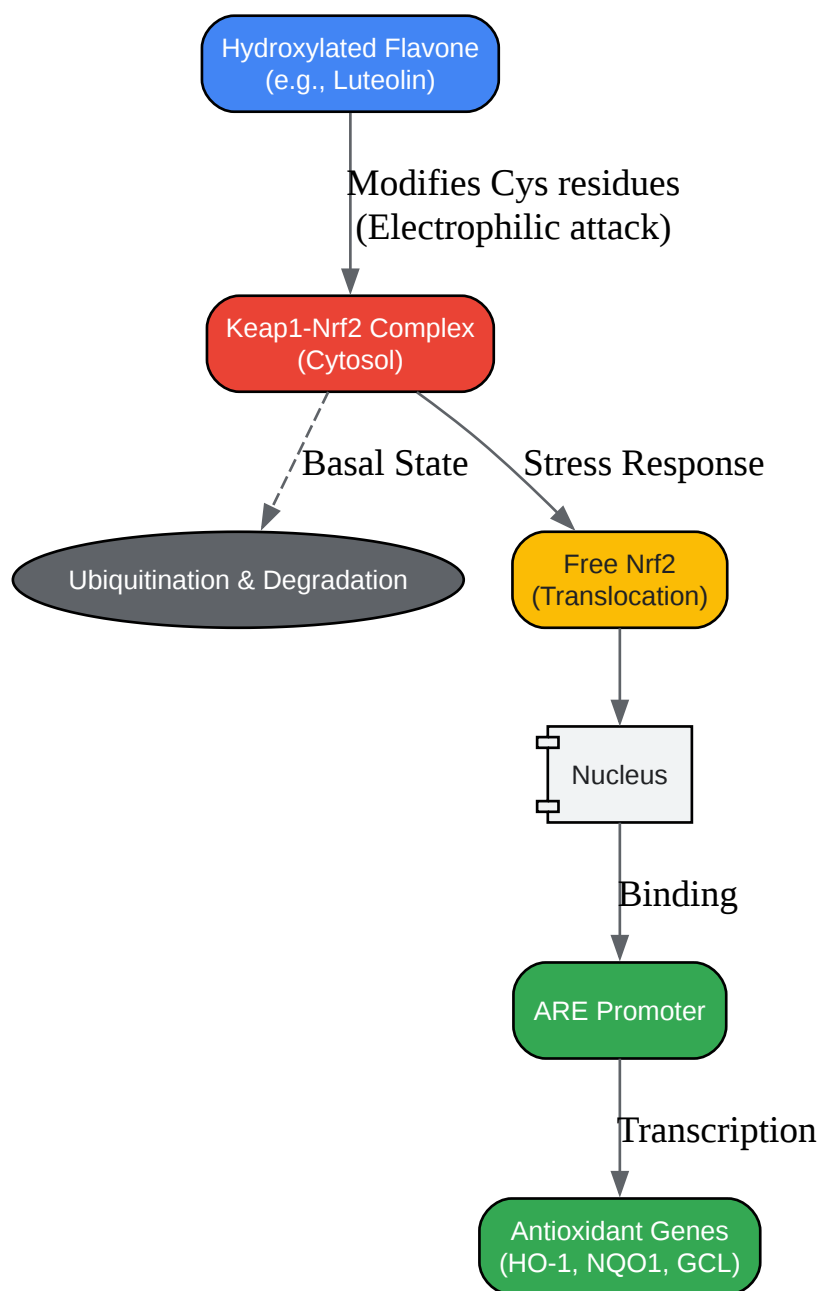 Hydroxylated Flavone
(e.g., Luteolin)
Modifies Cys residues
(Electrophilic attack)
Keap1-Nrf2 Complex
(Cytosol)
Basal State
Stress Response
Ubiquitination & Degradation
Free Nrf2
(Translocation)
Nucleus
Binding
ARE Promoter
Transcription
Antioxidant Genes
(HO-1, NQO1, GCL)